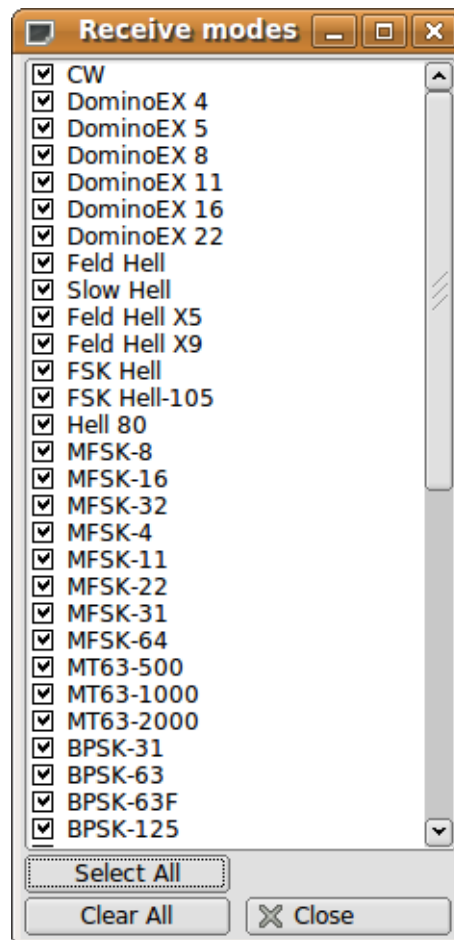 Receive modes
CW
DominoEX 4
DominoEX 5
DominoEX 8
DominoEX 11
DominoEX 16
DominoEX 22
Feld Hell
Slow Hell
Feld Hell X5
Feld Hell X9
FSK Hell
FSK Hell-105
Hell 80
MFSK-8
MFSK-16
MFSK-32
MFSK-4
MFSK-11
MFSK-22
MFSK-31
MFSK-64
MT63-500
MT63-1000
MT63-2000
BPSK-31
BPSK-63
BPSK-63F
BPSK-125
Select All
Clear All Close